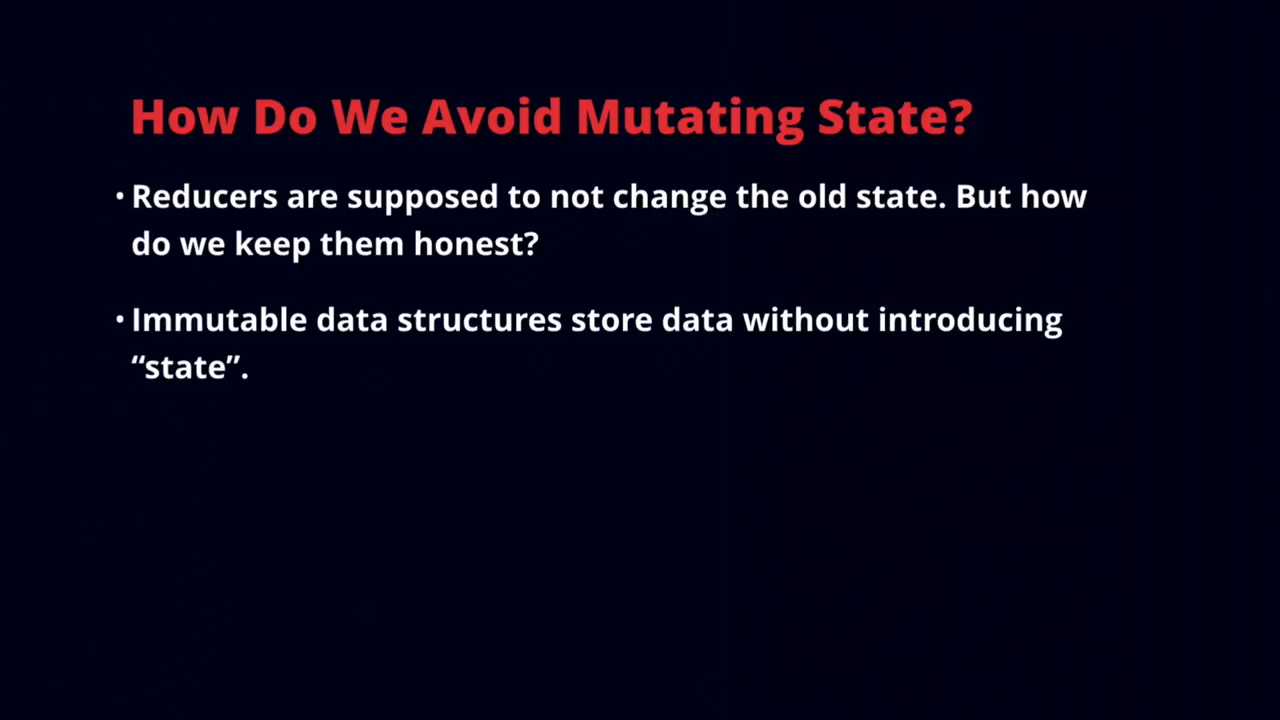 How Do We Avoid Mutating State?
• Reducers are supposed to not change the old state. But how
do we keep them honest?
• Immutable data structures store data without introducing
“state”.